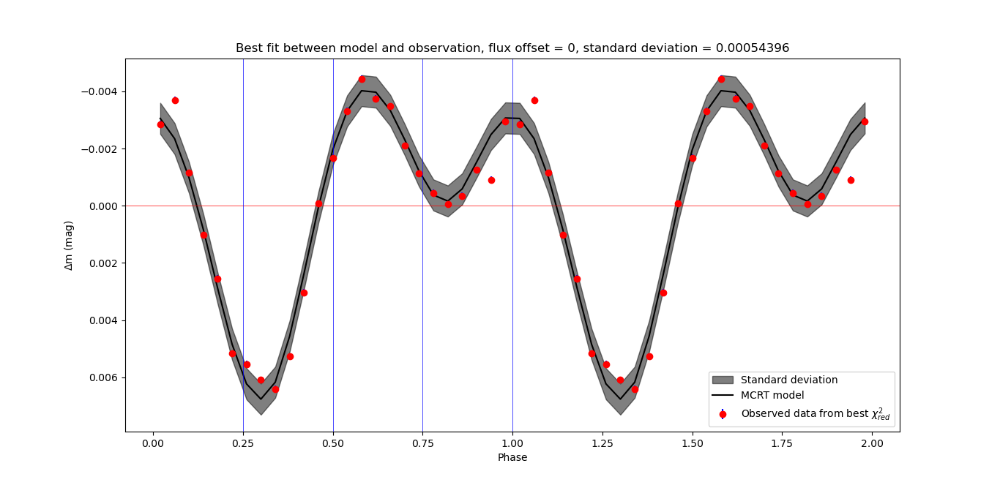 Best fit between model and observation, flux offset = 0, standard deviation = 0.00054396
Δm (mag)
−0.004
−0.002
0.000
0.002
0.004
0.006
Standard deviation
MCRT model
Observed data from best χ²red
0.00 0.25 0.50 0.75 1.00 1.25 1.50 1.75 2.00
Phase